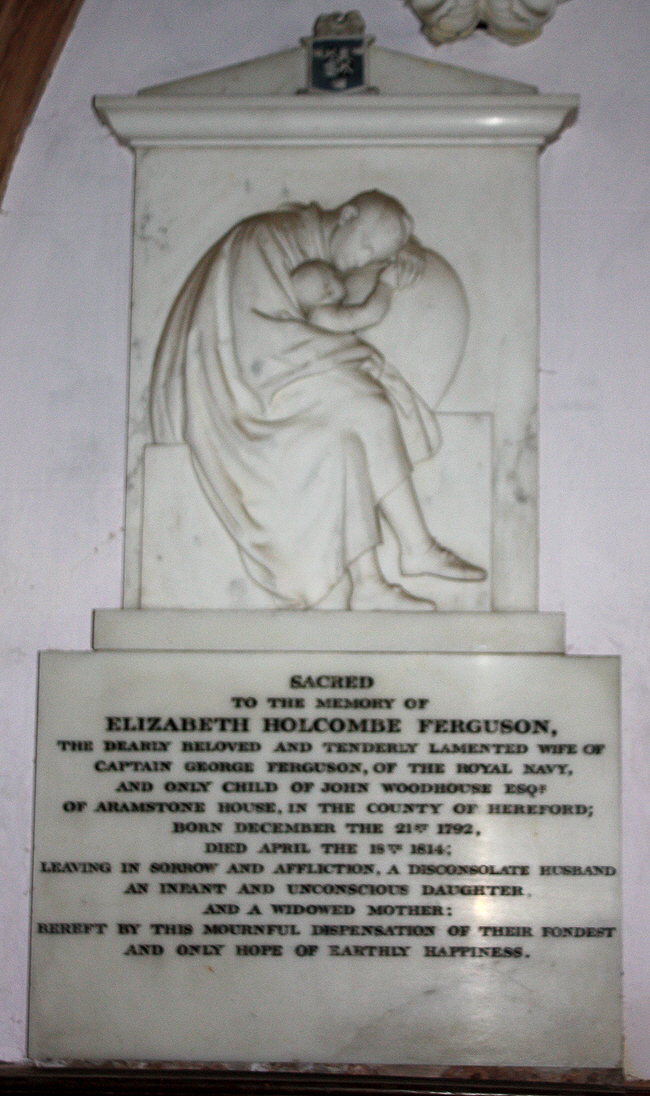 SACRED
TO THE MEMORY OF
ELIZABETH HOLCOMBE FERGUSON,
THE DEARLY BELOVED AND TENDERLY LAMENTED WIFE OF
CAPTAIN GEORGE FERGUSON, OF THE ROYAL NAVY,
AND ONLY CHILD OF JOHN WOODHOUSE ESQR
OF ARAMSTONE HOUSE, IN THE COUNTY OF HEREFORD;
BORN DECEMBER THE 21ST 1792,
DIED APRIL THE 18TH 1814;
LEAVING IN SORROW AND AFFLICTION, A DISCONSOLATE HUSBAND
AN INFANT AND UNCONSCIOUS DAUGHTER,
AND A WIDOWED MOTHER:
BEREFT BY THIS MOURNFUL DISPENSATION OF THEIR FONDEST
AND ONLY HOPE OF EARTHLY HAPPINESS.